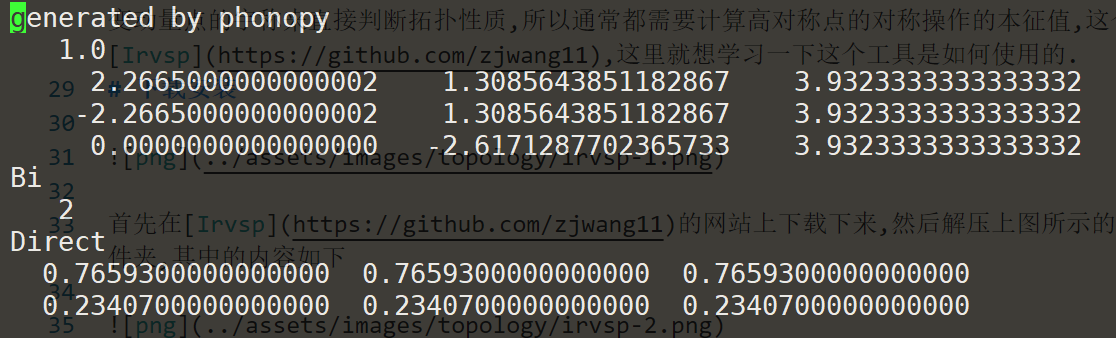 generated by phonopy
直接判断拓扑性质,所以通常都需要计算高对称点的对称操作的本征值,这
1.0
[Irvsp](https://github.com/zjwang11),这里就想学习一下这个工具是如何使用的.
2.2665000000000002 1.3085643851182867 3.9323333333333332
29 #
-2.2665000000000002 1.3085643851182867 3.9323333333333332
30
0.0000000000000000 -2.6171287702365733 3.9323333333333332
31 ![png](../assets/images/topology/irvsp-1.png)
Bi
32
2
33 首先在[Irvsp](https://github.com/zjwang11)的网站上下载下来,然后解压上图所示的
Direct
件夹,其中的内容如下
0.7659300000000000 0.7659300000000000 0.7659300000000000
34
0.2340700000000000 0.2340700000000000 0.2340700000000000
35 ![png](../assets/images/topology/irvsp-2.png)